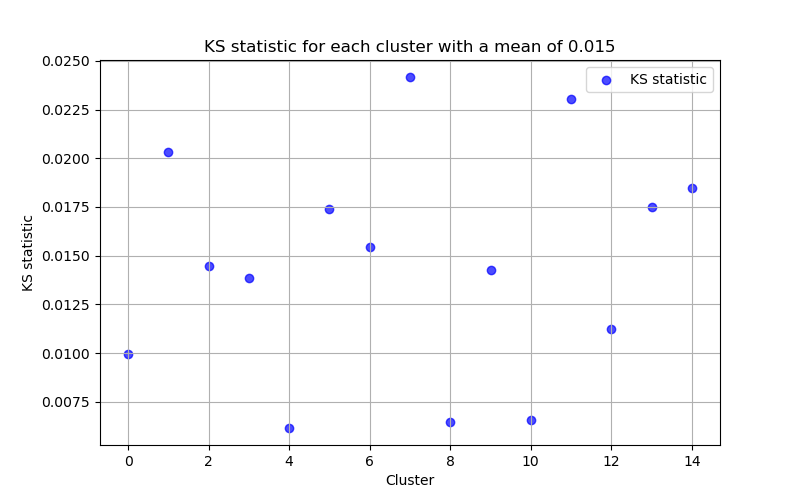 KS statistic for each cluster with a mean of 0.015
KS statistic
0.0250
0.0225
0.0200
0.0175
0.0150
0.0125
0.0100
0.0075
KS statistic
0 2 4 6 8 10 12 14
Cluster